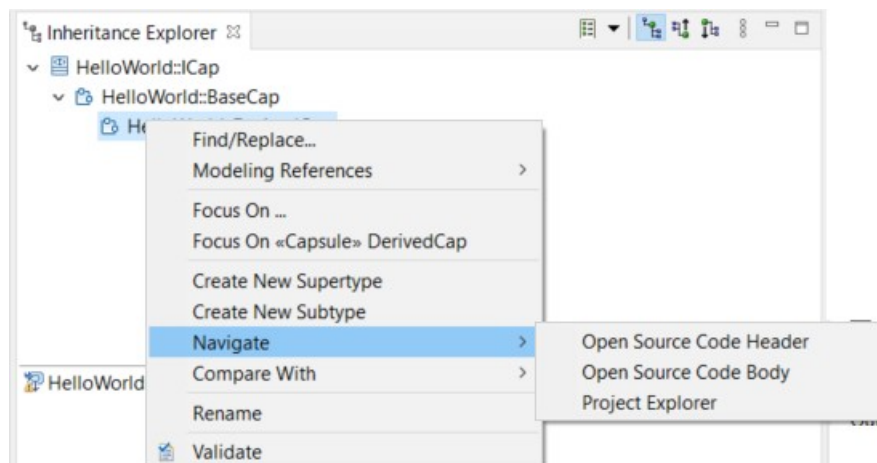 Inheritance Explorer
HelloWorld::ICap
HelloWorld::BaseCap
Find/Replace...
Modeling References
Focus On ...
Focus On «Capsule» DerivedCap
Create New Supertype
Create New Subtype
Navigate
Open Source Code Header
Compare With
Open Source Code Body
Project Explorer
HelloWorld
Rename
Validate